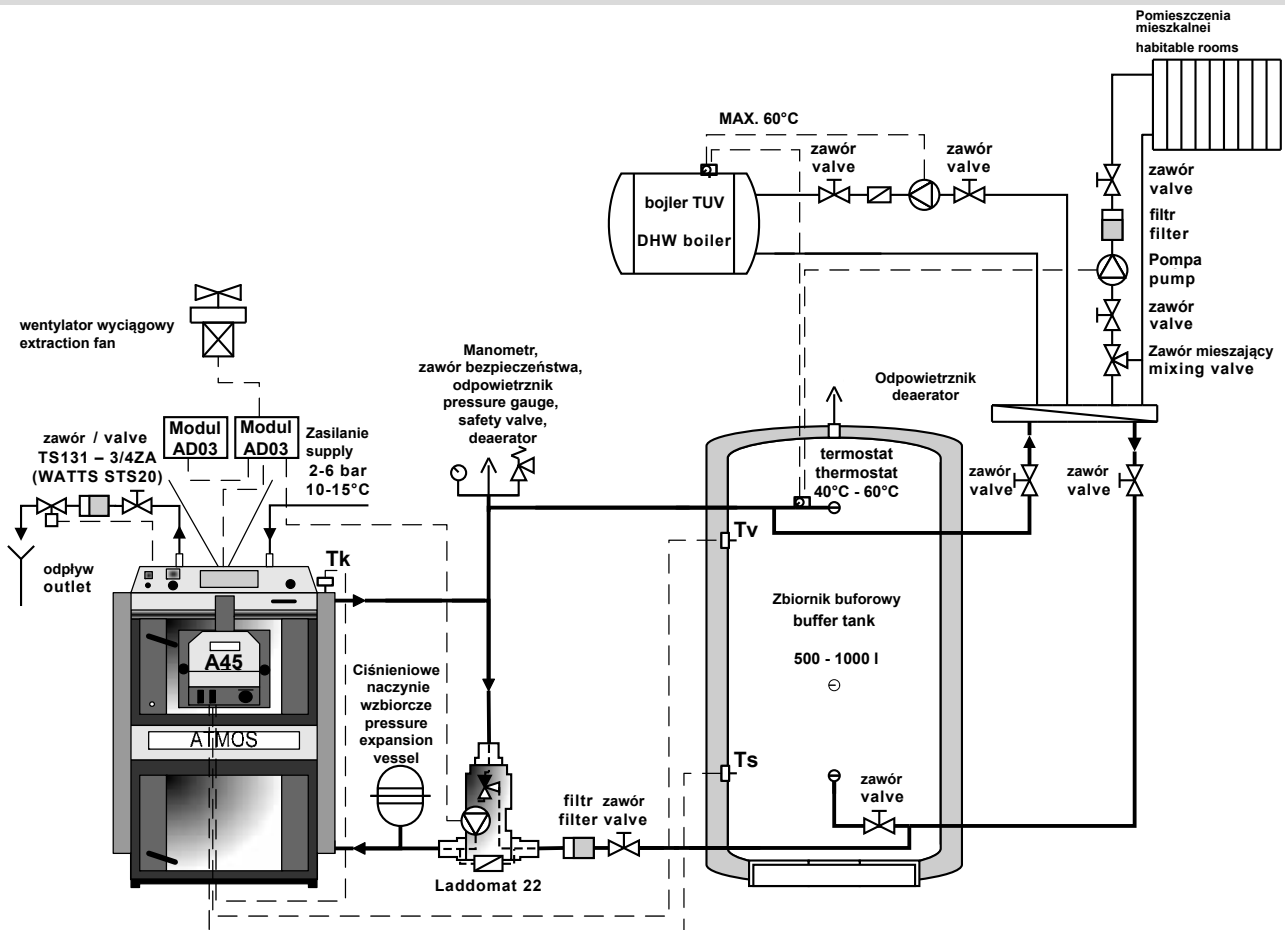 Pomieszczenia
mieszkalnei
habitable rooms
MAX. 60°C
zawór
valve
zawór
valve
zawór
valve
bojler TUV
DHW boiler
filtr
filter
Pompa
pump
zawór
valve
Zawór mieszający
mixing valve
wentylator wyciągowy
extraction fan
Manometr,
zawór bezpieczeństwa,
odpowietrznik
pressure gauge,
safety valve,
deaerator
Odpowietrznik
deaerator
zawór / valve
TS131 – 3/4ZA
(WATTS STS20)
Modul
AD03
Modul
AD03
Zasilanie
supply
2-6 bar
10-15°C
termostat
thermostat
40°C - 60°C
zawór
valve
zawór
valve
odpływ
outlet
Tk
Tv
Zbiornik buforowy
buffer tank
500 - 1000 l
A45
ATMOS
Ciśnieniowe
naczynie
wzbiorcze
pressure
expansion
vessel
Ts
zawór
valve
filtr zawór
filter valve
Laddomat 22